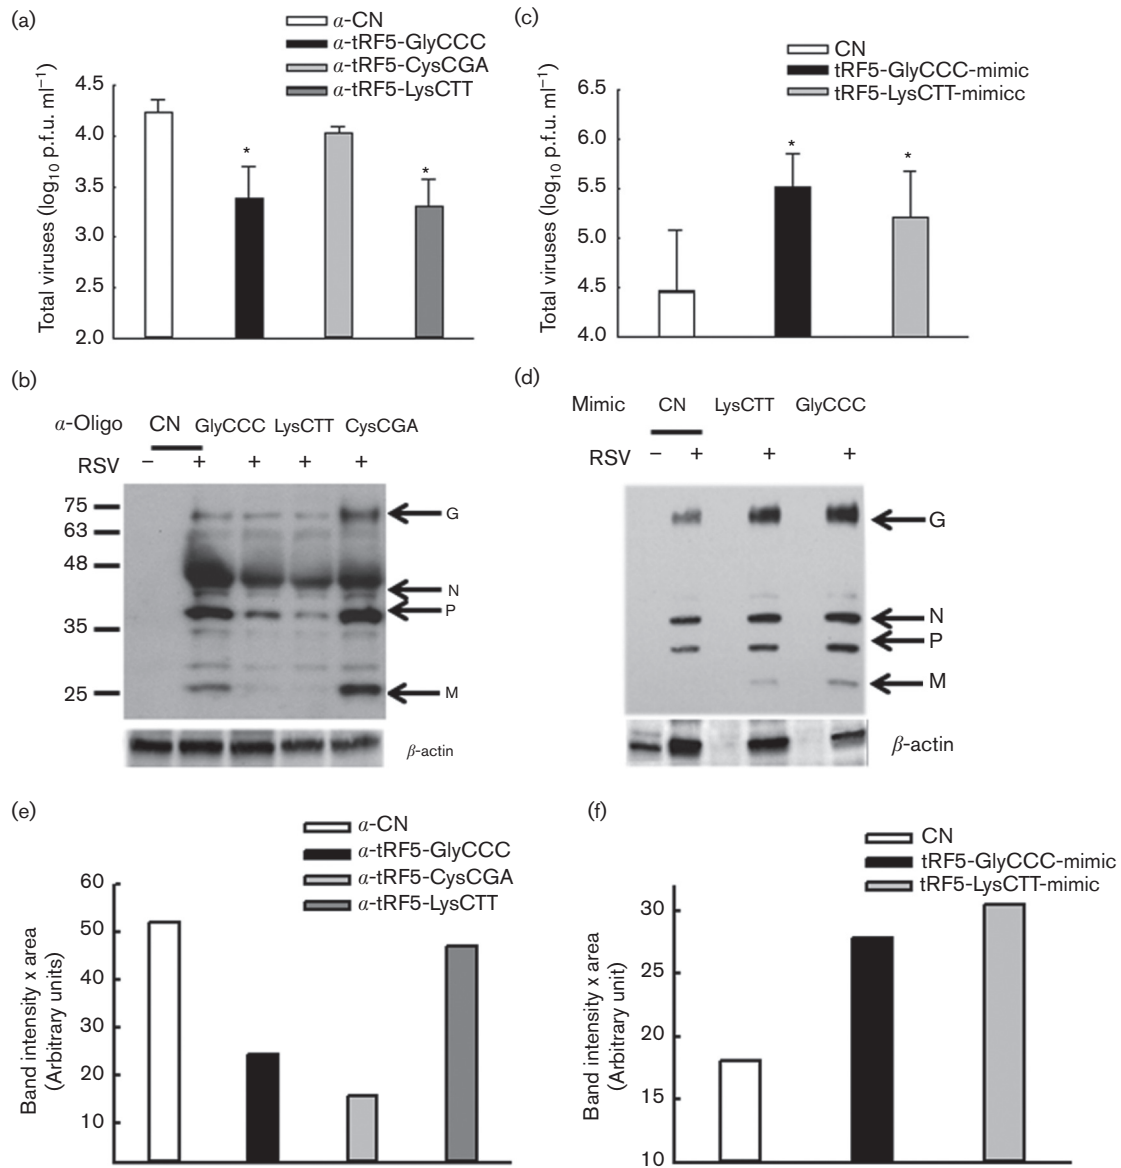 (a)
α-CN
α-tRF5-GlyCCC
α-tRF5-CysCGA
α-tRF5-LysCTT
Total viruses (log10 p.f.u. ml−1)
4.5
4.0
3.5
3.0
2.5
2.0
*
*
(c)
CN
tRF5-GlyCCC-mimic
tRF5-LysCTT-mimicc
Total viruses (log10 p.f.u. ml−1)
6.5
6.0
5.5
5.0
4.5
4.0
*
*
(b)
α-Oligo CN GlyCCC LysCTT CysCGA
RSV − + + + +
75
63
48
35
25
G
N
P
M
β-actin
(d)
Mimic CN LysCTT GlyCCC
RSV − + + +
G
N
P
M
β-actin
(e)
α-CN
α-tRF5-GlyCCC
α-tRF5-CysCGA
α-tRF5-LysCTT
Band intensity x area
(Arbitrary units)
60
50
40
30
20
10
(f)
CN
tRF5-GlyCCC-mimic
tRF5-LysCTT-mimic
Band intensity x area
(Arbitrary unit)
30
25
20
15
10